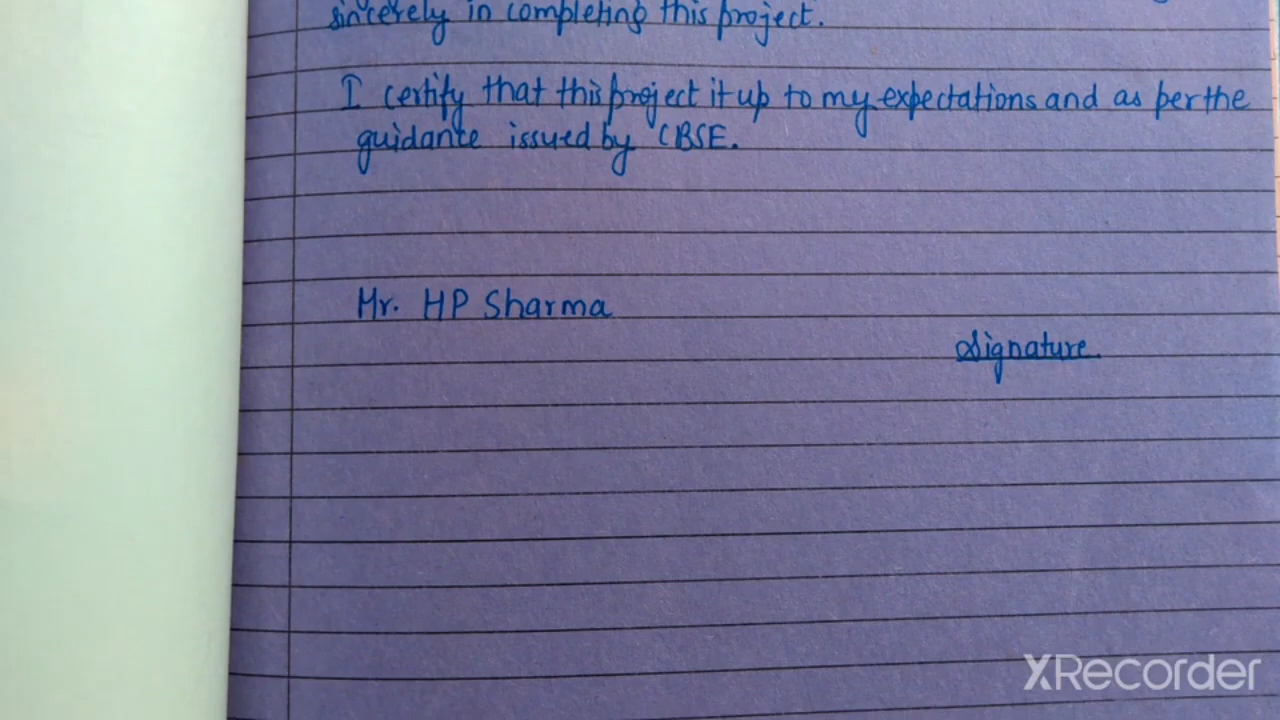 sincerely in completing this project.
I certify that this project it up to my expectations and as per the
guidance issued by CBSE.
Mr. HP Sharma
Signature
XRecorder